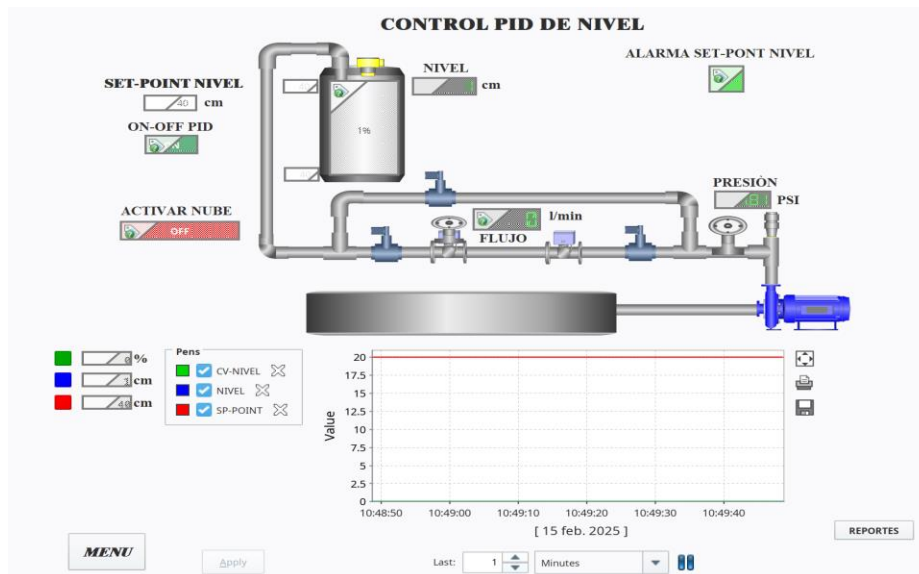 CONTROL PID DE NIVEL
ALARMA SET-PONT NIVEL
NIVEL
cm
SET-POINT NIVEL
40 cm
ON-OFF PID
1%
ACTIVAR NUBE
OFF
l/min
FLUJO
PRESIÒN
PSI
0 %
cm
40 cm
Pens
CV-NIVEL
NIVEL
SP-POINT
Value
20
17.5
15
12.5
10
7.5
5
2.5
0
10:48:50 10:49:00 10:49:10 10:49:20 10:49:30 10:49:40
[ 15 feb. 2025 ]
REPORTES
MENU
Apply
Last: 1 Minutes